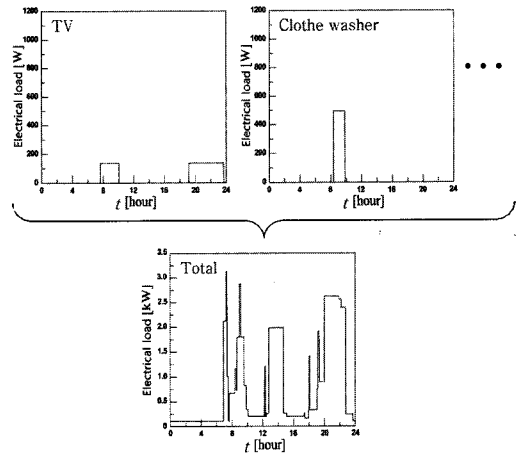 TV
Electrical load [W]
1200
1000
800
600
400
200
0
0 4 8 12 16 20 24
t [hour]
Clothe washer
Electrical load [W]
1200
1000
800
600
400
200
0
0 4 8 12 16 20 24
t [hour]
• • •
Total
Electrical load [kW]
3.5
3.0
2.5
2.0
1.5
1.0
0.5
0
0 4 8 12 16 20 24
t [hour]